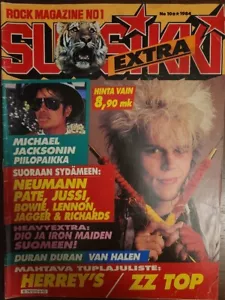 ROCK MAGAZINE NO 1
SUOSIKKI
EXTRA
1984
HINTA VAIN
8,90 mk
MICHAEL
JACKSONIN
PIILOPAIKKA
SUORAAN SYDÄMEEN:
NEUMANN
PATE, JUSSI,
BOWIE, LENNON,
JAGGER & RICHARDS
HEAVYEXTRA:
DIO JA IRON MAIDEN
SUOMEEN!
DURAN DURAN VAN HALEN
MAHTAVA TUPLAJULISTE:
HERREY'S / ZZ TOP